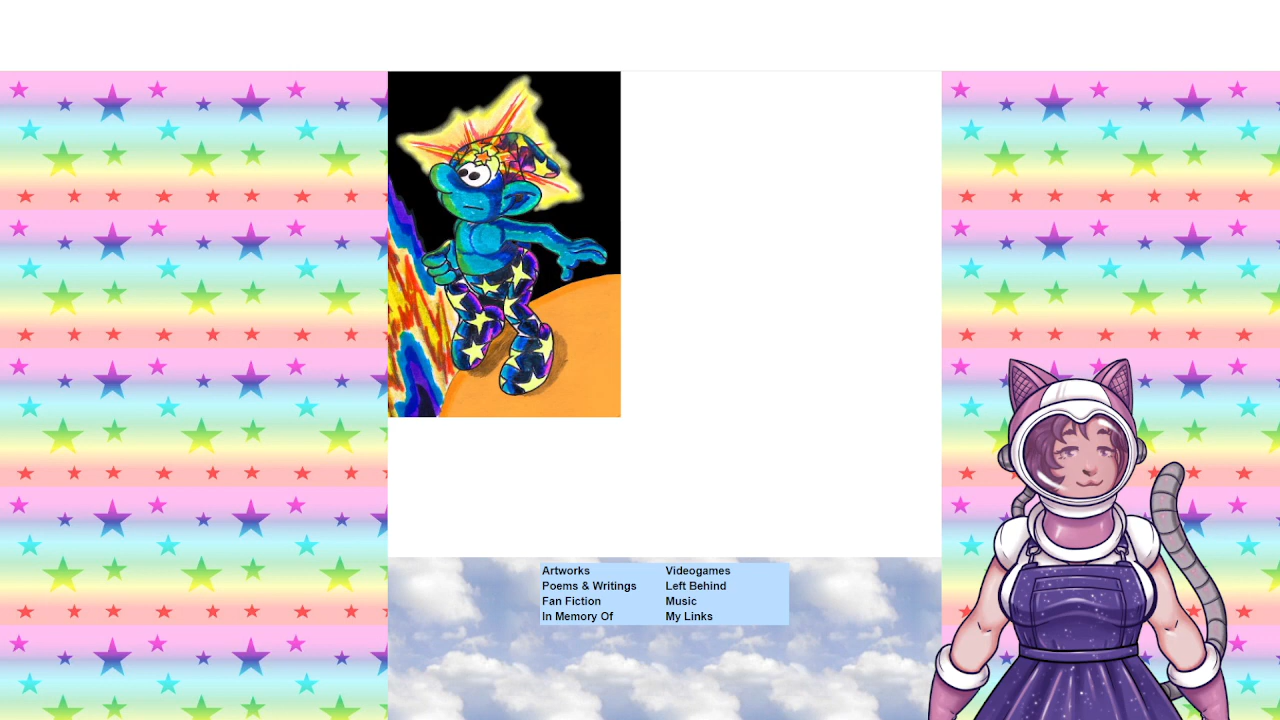 Artworks Videogames
Poems & Writings Left Behind
Fan Fiction Music
In Memory Of My Links